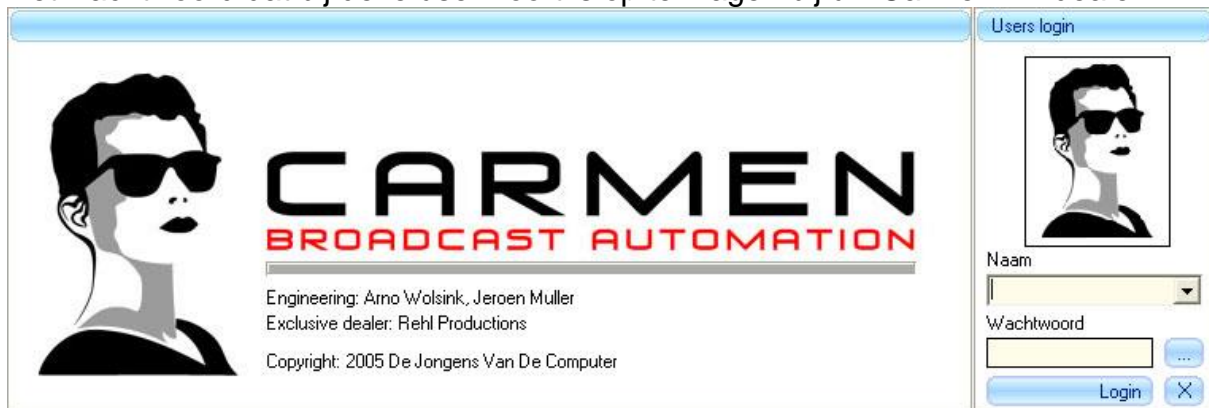 Users login
CARMEN
BROADCAST AUTOMATION
Engineering: Arno Wolsink, Jeroen Muller
Exclusive dealer: Rehl Productions
Copyright: 2005 De Jongens Van De Computer
Naam
Wachtwoord
...
Login X